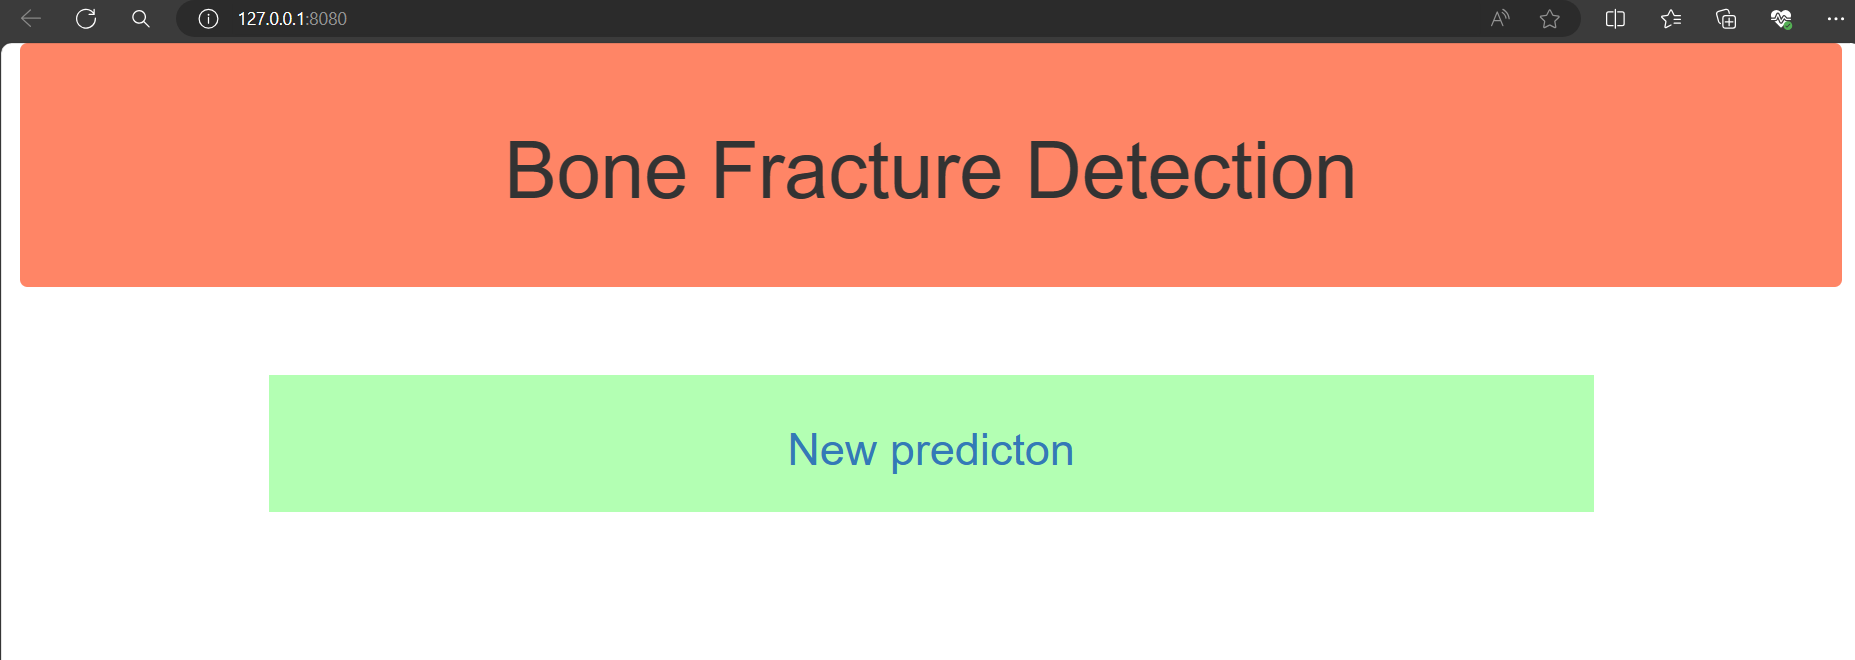 127.0.0.1:8080
Bone Fracture Detection
New predicton